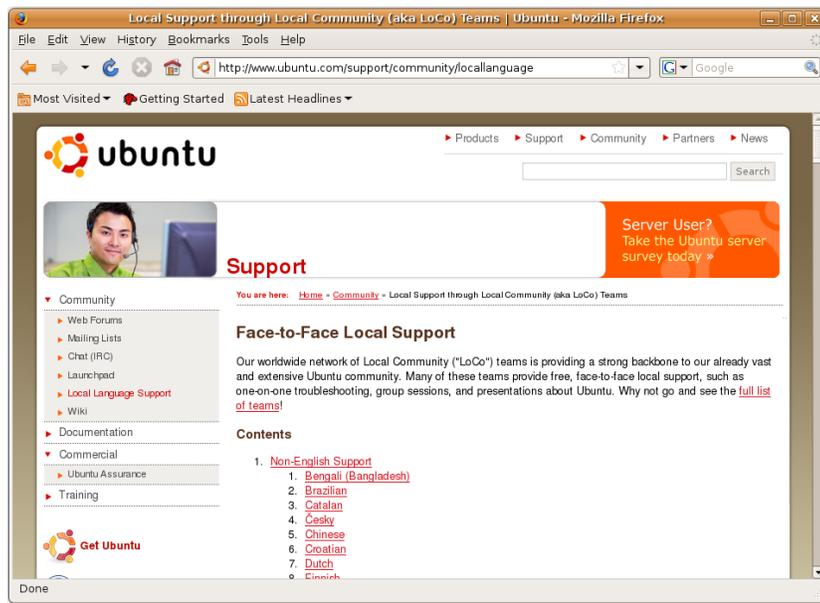 Local Support through Local Community (aka LoCo) Teams | Ubuntu - Mozilla Firefox
File Edit View History Bookmarks Tools Help
http://www.ubuntu.com/support/community/locallanguage
G Google
Most Visited Getting Started Latest Headlines
ubuntu
Products Support Community Partners News
Search
Support
Server User?
Take the Ubuntu server
survey today »
Community
Web Forums
Mailing Lists
Chat (IRC)
Launchpad
Local Language Support
Wiki
Documentation
Commercial
Ubuntu Assurance
Training
Get Ubuntu
You are here: Home » Community » Local Support through Local Community (aka LoCo) Teams
Face-to-Face Local Support
Our worldwide network of Local Community ("LoCo") teams is providing a strong backbone to our already vast
and extensive Ubuntu community. Many of these teams provide free, face-to-face local support, such as
one-on-one troubleshooting, group sessions, and presentations about Ubuntu. Why not go and see the full list
of teams!
Contents
1. Non-English Support
1. Bengali (Bangladesh)
2. Brazilian
3. Catalan
4. Česky
5. Chinese
6. Croatian
7. Dutch
8. Finnish
Done